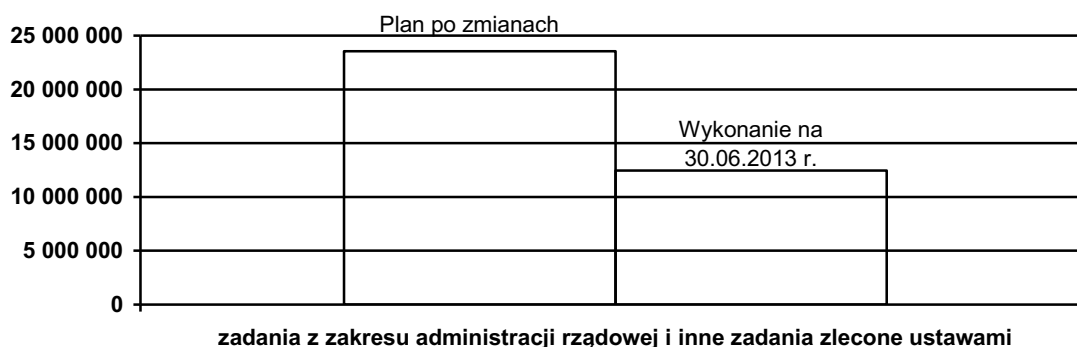 Plan po zmianach
25 000 000
20 000 000
15 000 000
Wykonanie na
30.06.2013 r.
10 000 000
5 000 000
0
zadania z zakresu administracji rządowej i inne zadania zlecone ustawami